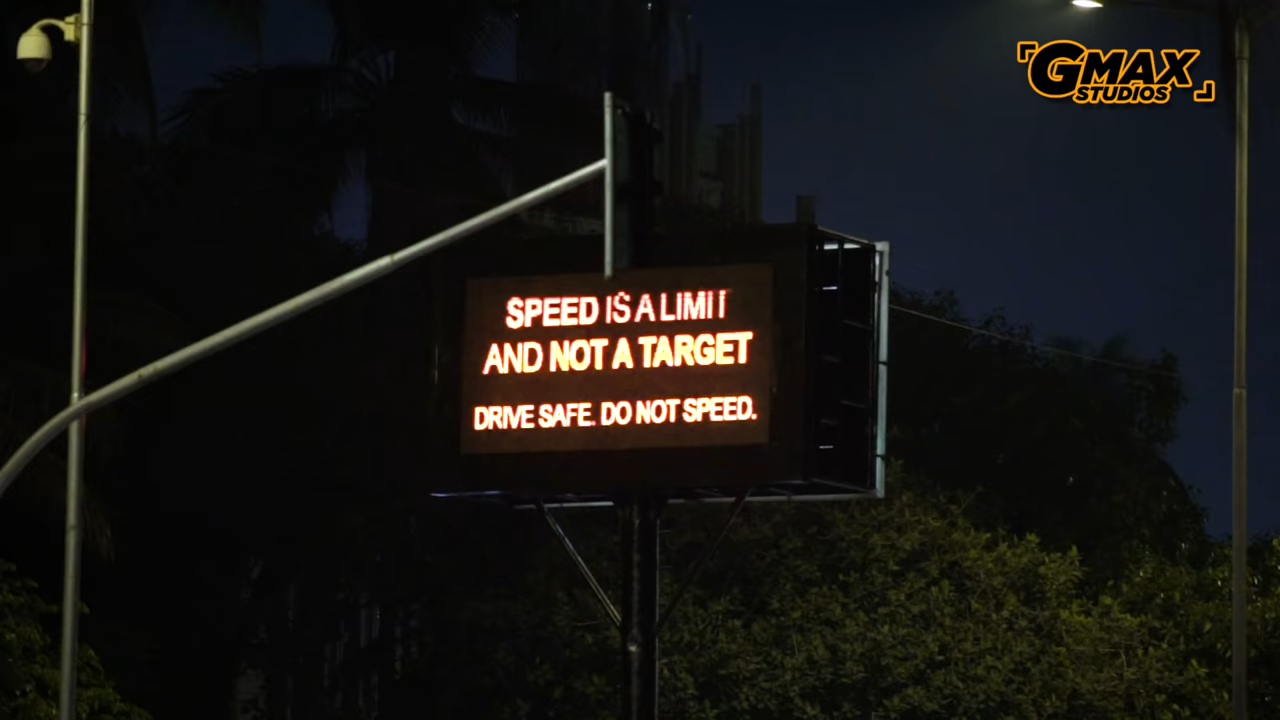 GMAX
STUDIOS
SPEED IS A LIMIT
AND NOT A TARGET
DRIVE SAFE. DO NOT SPEED.